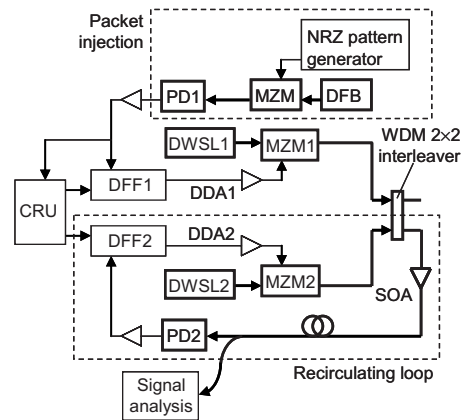 Packet
injection
NRZ pattern
generator
PD1
MZM
DFB
WDM 2×2
interleaver
DWSL1
MZM1
DFF1
DDA1
CRU
DFF2
DDA2
DWSL2
MZM2
SOA
PD2
Signal
analysis
Recirculating loop